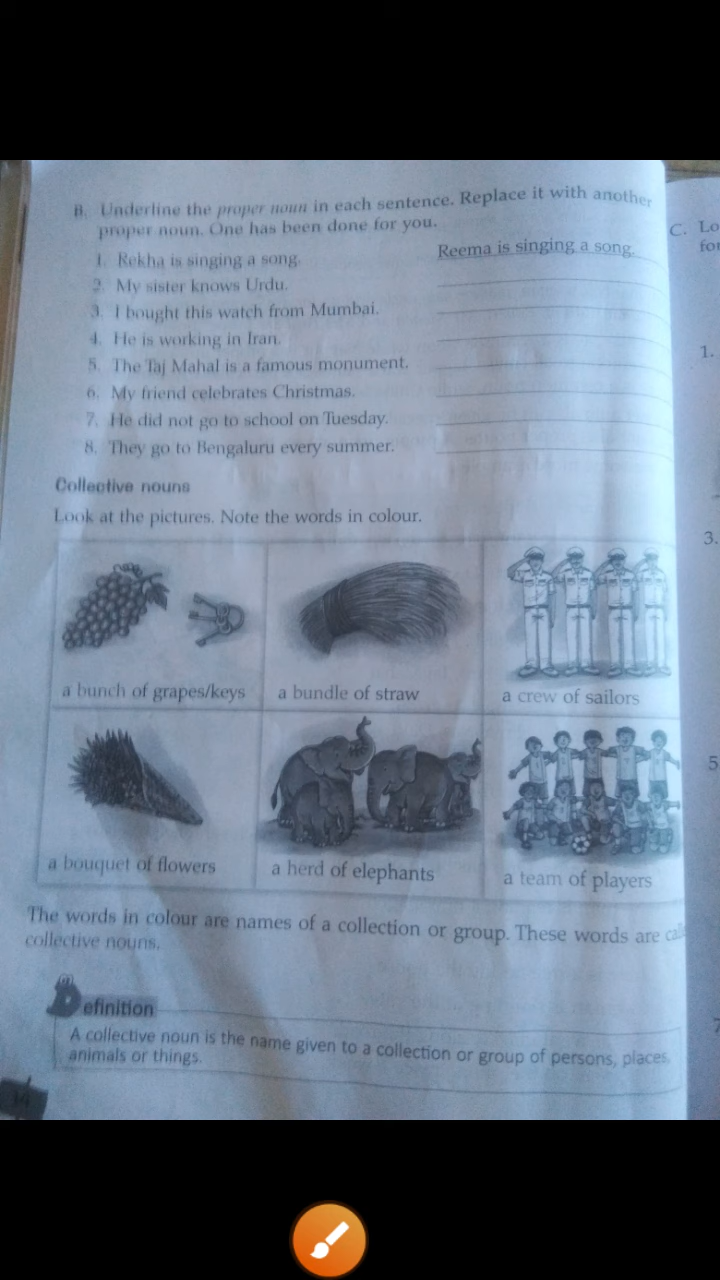 B. Underline the proper noun in each sentence. Replace it with another
proper noun. One has been done for you.
1. Rekha is singing a song. Reema is singing a song.
2. My sister knows Urdu.
3. I bought this watch from Mumbai.
4. He is working in Iran.
5. The Taj Mahal is a famous monument.
6. My friend celebrates Christmas.
7. He did not go to school on Tuesday.
8. They go to Bengaluru every summer.
Collective nouns
Look at the pictures. Note the words in colour.
a bunch of grapes/keys
a bundle of straw
a crew of sailors
a bouquet of flowers
a herd of elephants
a team of players
The words in colour are names of a collection or group. These words are
collective nouns.
Definition
A collective noun is the name given to a collection or group of persons, places,
animals or things.
14
C. Lo
for
1.
3.
5
7